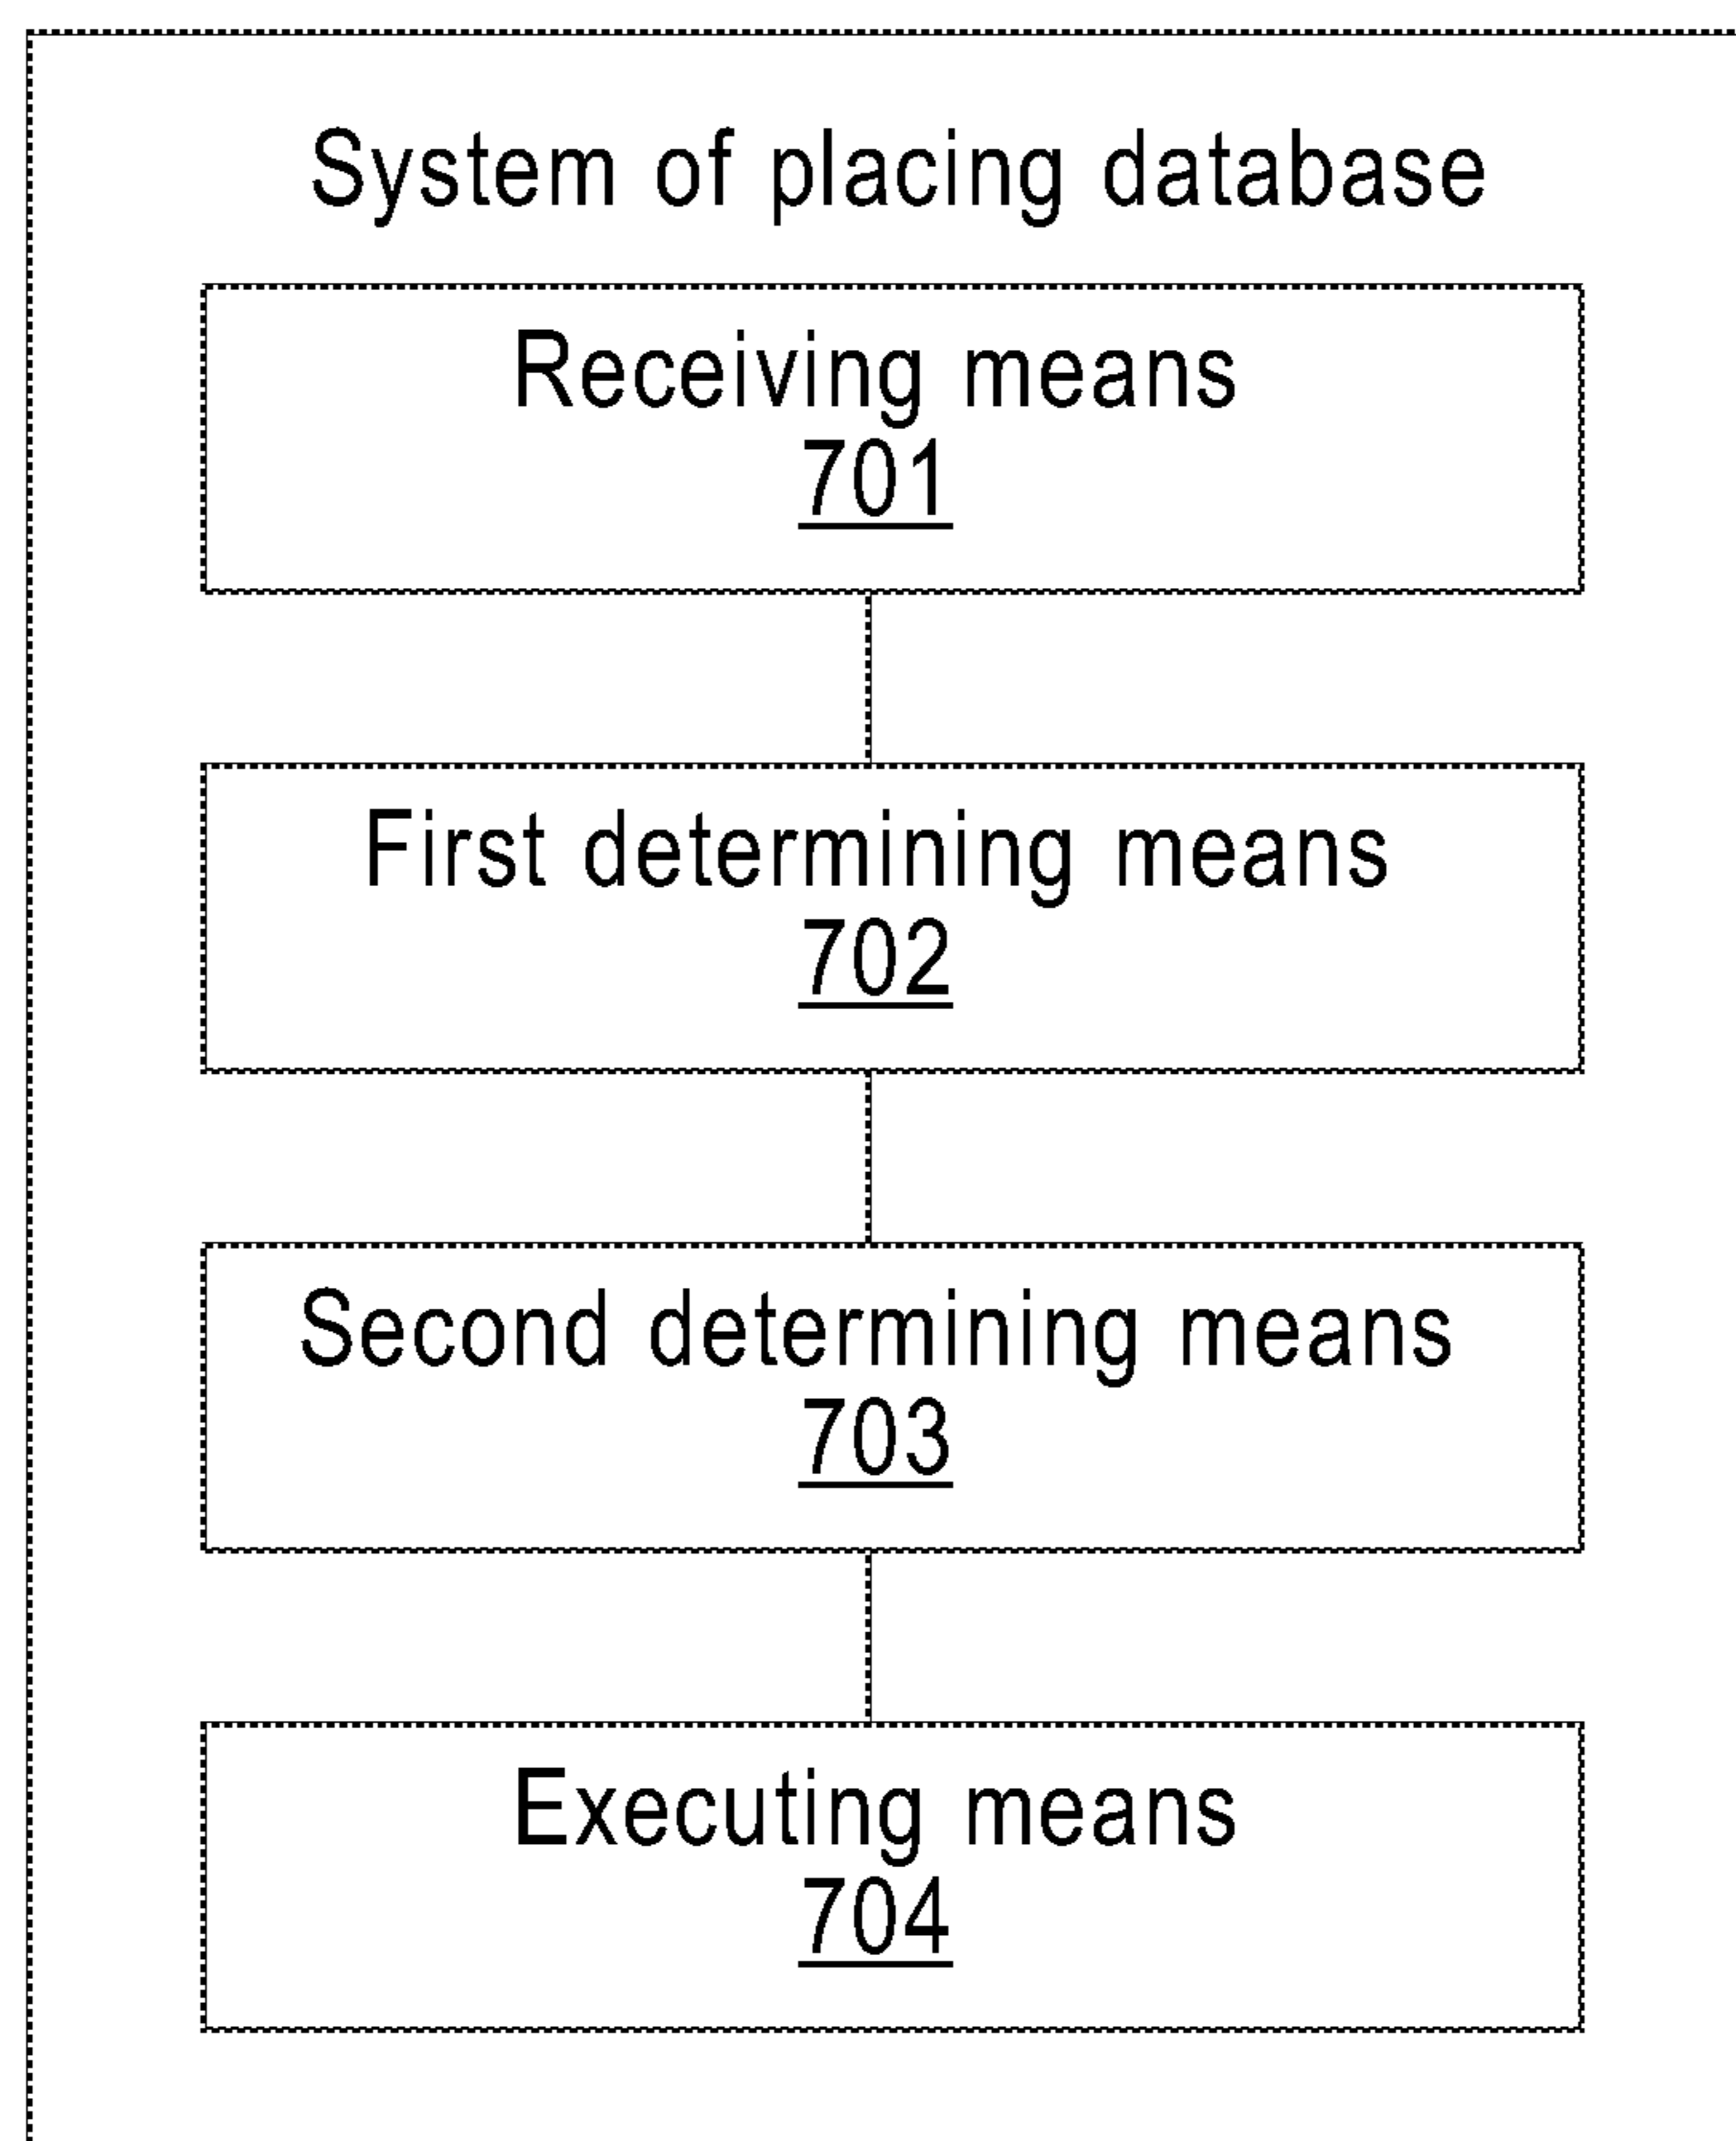 System of placing database
Receiving means
701
First determining means
702
Second determining means
703
Executing means
704